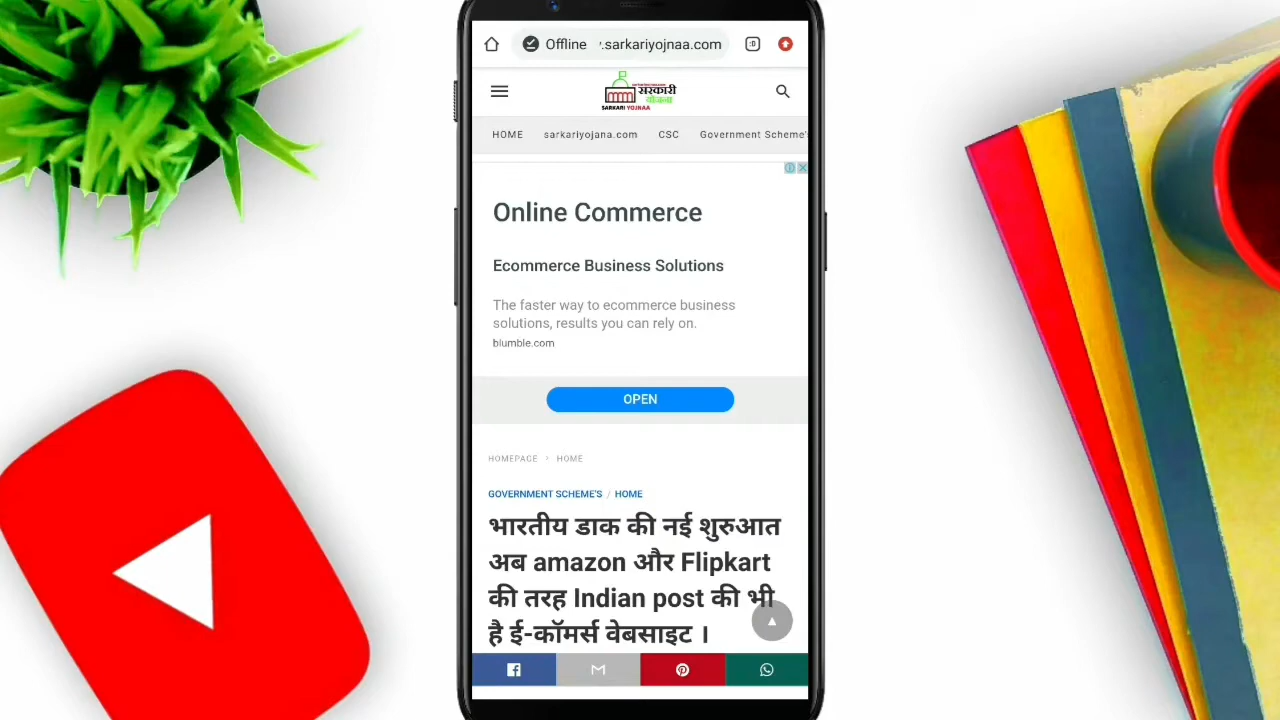 Offline
.sarkariyojnaa.com
:D
सरकारी
योजना
SARKARI YOJNAA
HOME sarkariyojana.com CSC Government Scheme's
Online Commerce
Ecommerce Business Solutions
The faster way to ecommerce business
solutions, results you can rely on.
biumble.com
OPEN
HOMEPAGE › HOME
GOVERNMENT SCHEME'S / HOME
भारतीय डाक की नई शुरुआत
अब amazon और Flipkart
की तरह Indian post की भी
है ई-कॉमर्स वेबसाइट ।